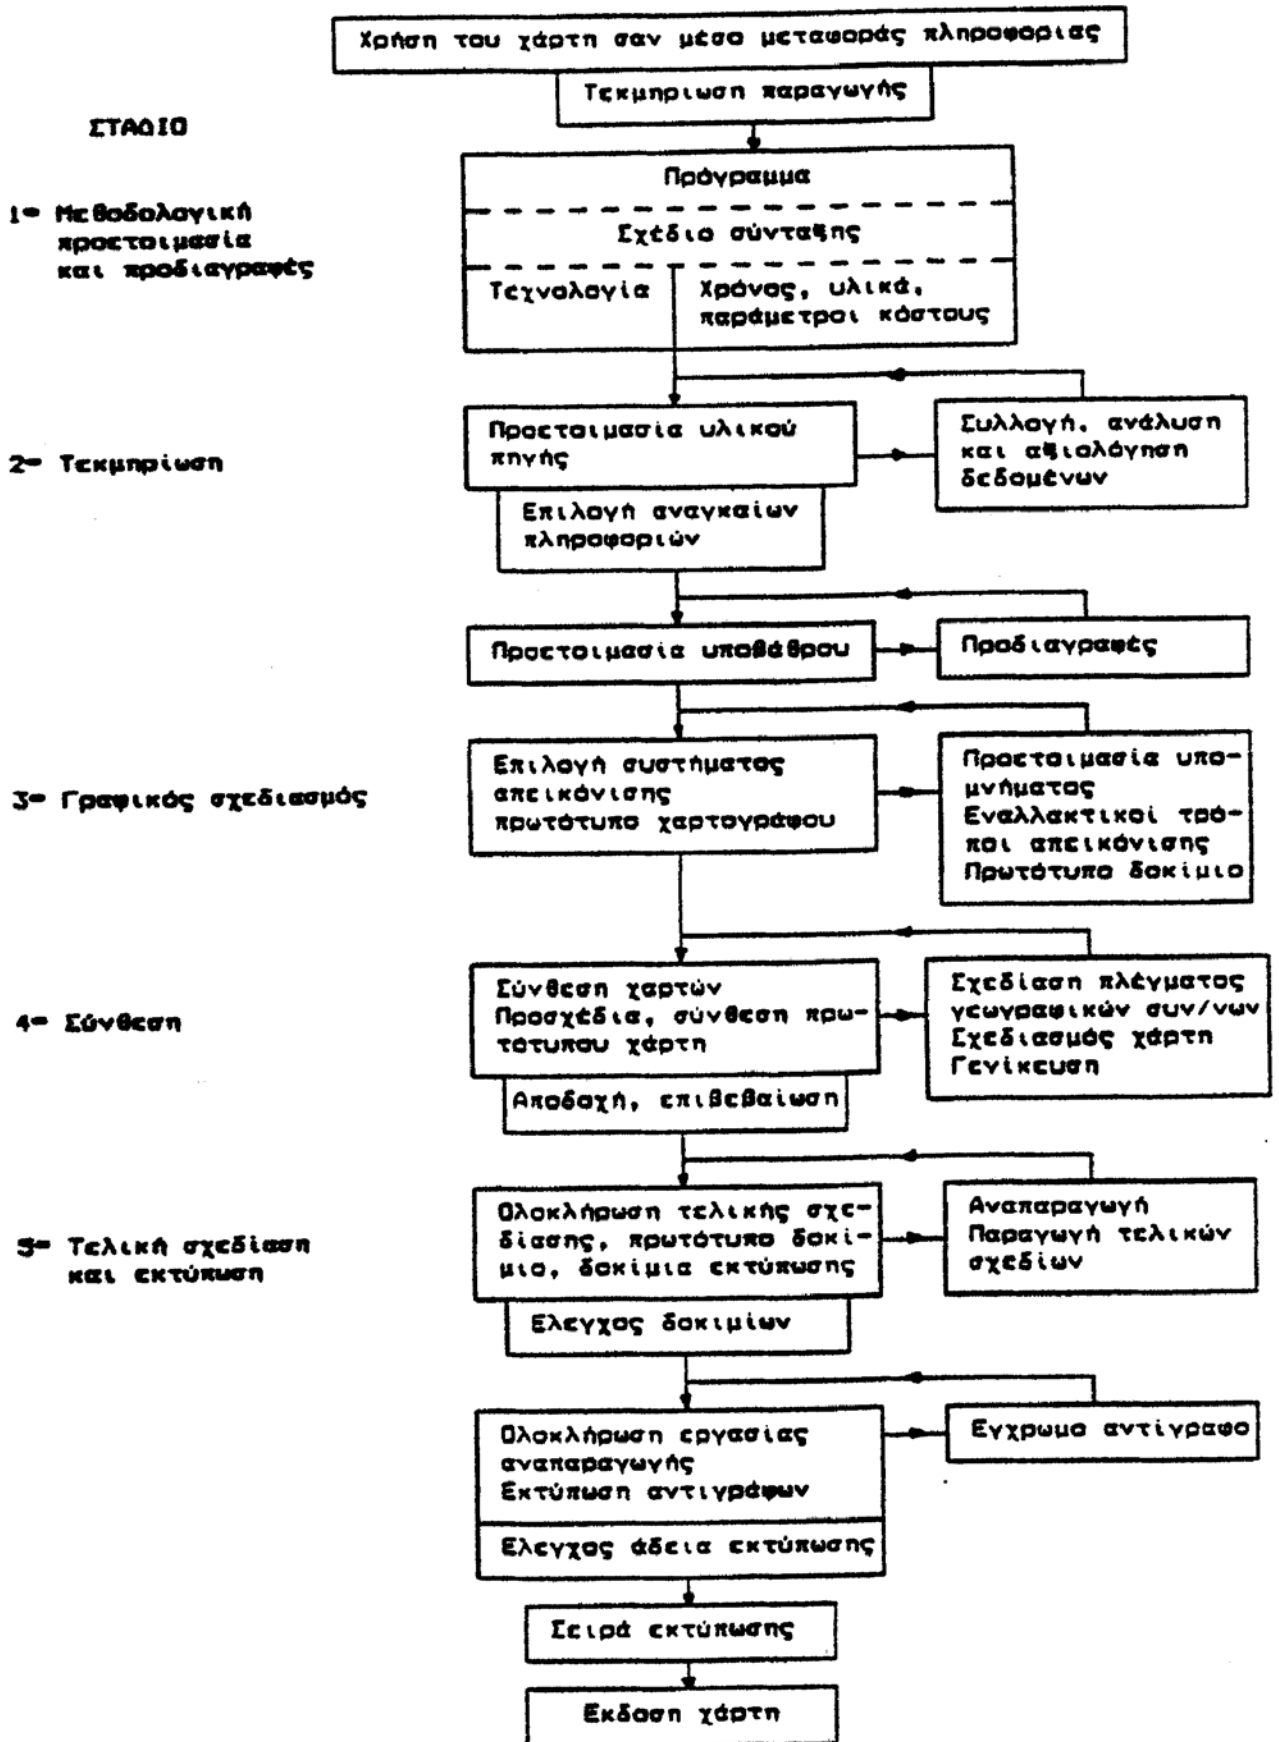 Χρήση του χάρτη σαν μέσο μεταφοράς πληροφοριας
Τεκμηριωση παραγωγής
ΣΤΑΔΙΟ
Πρόγραμμα
1- Μεθοδολογική
προετοιμασία
και προδιαγραφές
Σχέδιο σύνταξης
Τεχνολογία
Χρόνος, υλικά,
παράμετροι κόστους
2- Τεκμηρίωση
Προετοιμασία υλικού
πηγής
Συλλογή, ανάλυση
και αξιολόγηση
δεδομένων
Επιλογή αναγκαίων
πληροφοριών
Προετοιμασία υποβάθρου
Προδιαγραφές
3- Γραφικός σχεδιασμός
Επιλογή συστήματος
απεικόνισης
πρωτότυπο χαρτογράφου
Προετοιμασία υπο-
μνήματος
Εναλλακτικοί τρό-
ποι απεικόνισης
Πρωτότυπο δοκίμιο
4- Σύνθεση
Σύνθεση χαρτών
Προσχέδια, σύνθεση πρω-
τότυπου χάρτη
Σχεδίαση πλέγματος
γεωγραφικών συν/νων
Σχεδιασμός χάρτη
Γενίκευση
Αποδοχή, επιβεβαίωση
5- Τελική σχεδίαση
και εκτύπωση
Ολοκλήρωση τελικής σχε-
δίασης, πρωτότυπο δοκί-
μιο, δοκίμια εκτύπωσης
Αναπαραγωγή
Παραγωγή τελικών
σχεδίων
Ελεγχος δοκιμίων
Ολοκλήρωση εργασίας
αναπαραγωγής
Εκτύπωση αντιγράφων
Εγχρωμο αντίγραφο
Ελεγχος άδεια εκτύπωσης
Σειρά εκτύπωσης
Εκδοση χάρτη